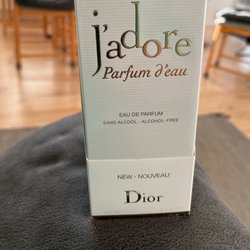 j'adore
Parfum d'eau
EAU DE PARFUM
SANS ALCOOL - ALCOHOL-FREE
NEW - NOUVEAU
Dior